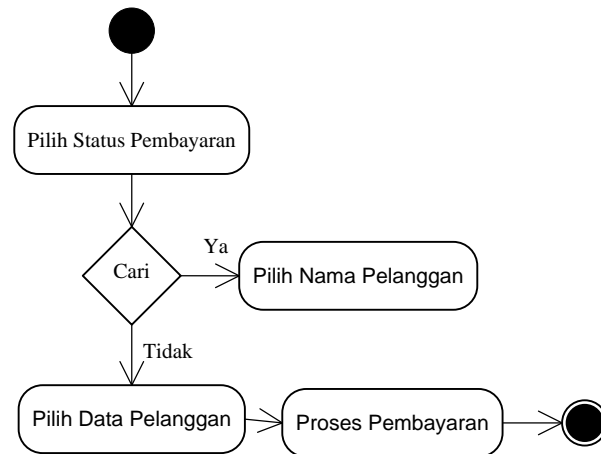 Pilih Status Pembayaran
Cari
Ya
Pilih Nama Pelanggan
Tidak
Pilih Data Pelanggan
Proses Pembayaran